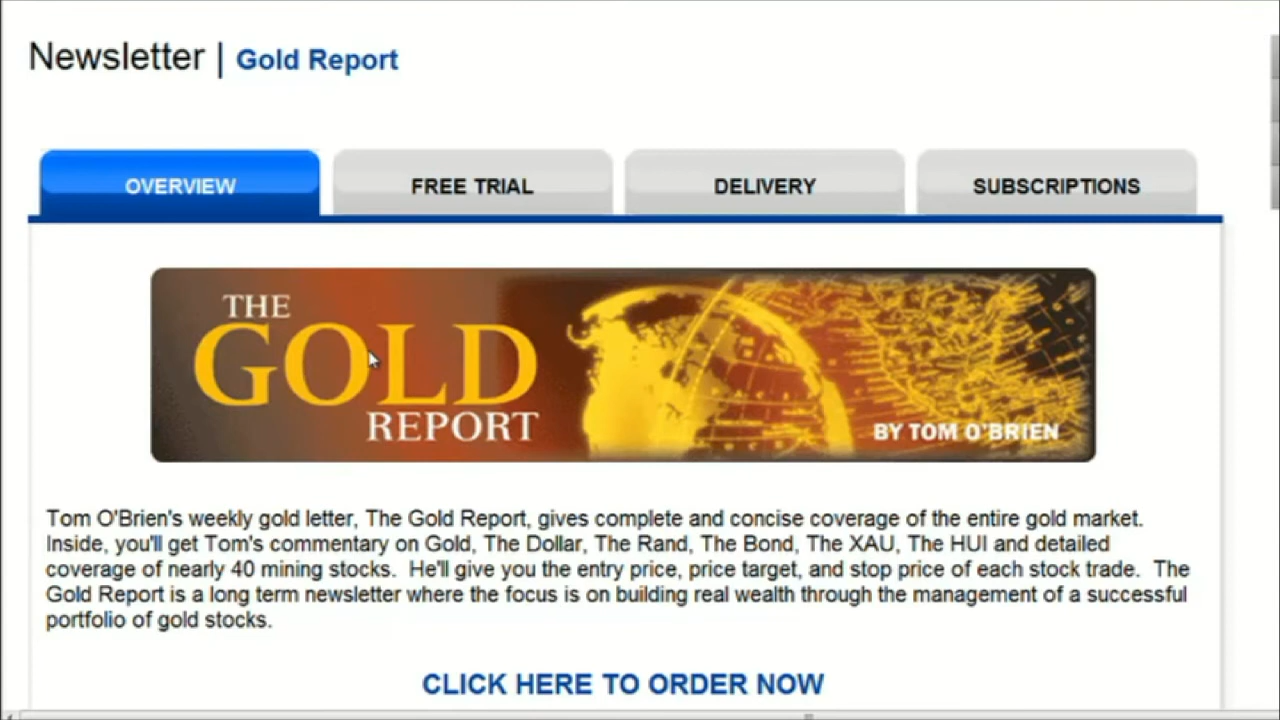 Newsletter | Gold Report
OVERVIEW
FREE TRIAL
DELIVERY
SUBSCRIPTIONS
THE
GOLD
REPORT
BY TOM O'BRIEN
Tom O'Brien's weekly gold letter, The Gold Report, gives complete and concise coverage of the entire gold market.
Inside, you'll get Tom's commentary on Gold, The Dollar, The Rand, The Bond, The XAU, The HUI and detailed
coverage of nearly 40 mining stocks.  He'll give you the entry price, price target, and stop price of each stock trade.  The
Gold Report is a long term newsletter where the focus is on building real wealth through the management of a successful
portfolio of gold stocks.
CLICK HERE TO ORDER NOW